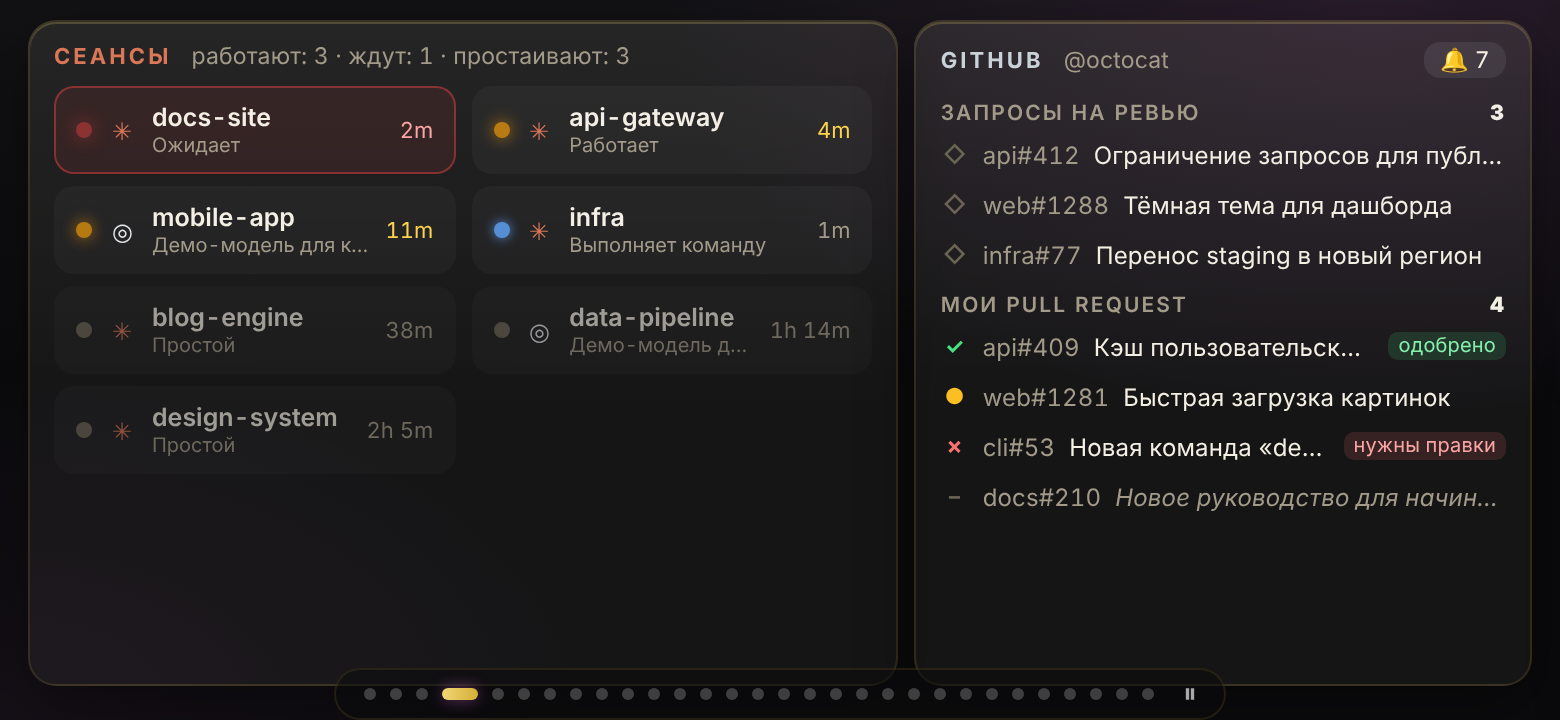 СЕАНСЫ работают: 3 · ждут: 1 · простаивают: 3
docs-site 2m
Ожидает
api-gateway 4m
Работает
mobile-app 11m
Демо-модель для к…
infra 1m
Выполняет команду
blog-engine 38m
Простой
data-pipeline 1h 14m
Демо-модель д…
design-system 2h 5m
Простой
GITHUB @octocat 🔔 7
ЗАПРОСЫ НА РЕВЬЮ 3
api#412 Ограничение запросов для публ…
web#1288 Тёмная тема для дашборда
infra#77 Перенос staging в новый регион
МОИ PULL REQUEST 4
api#409 Кэш пользовательск… одобрено
web#1281 Быстрая загрузка картинок
cli#53 Новая команда «de… нужны правки
docs#210 Новое руководство для начин…